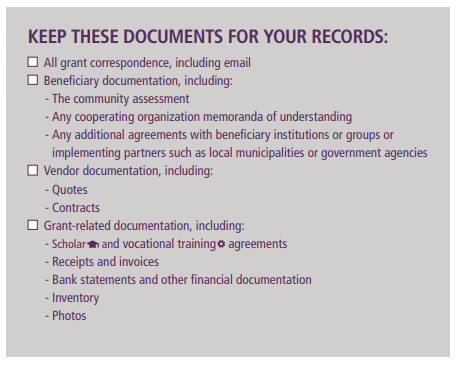 KEEP THESE DOCUMENTS FOR YOUR RECORDS:
☐ All grant correspondence, including email
☐ Beneficiary documentation, including:
- The community assessment
- Any cooperating organization memoranda of understanding
- Any additional agreements with beneficiary institutions or groups or
implementing partners such as local municipalities or government agencies
☐ Vendor documentation, including:
- Quotes
- Contracts
☐ Grant-related documentation, including:
- Scholar and vocational training agreements
- Receipts and invoices
- Bank statements and other financial documentation
- Inventory
- Photos